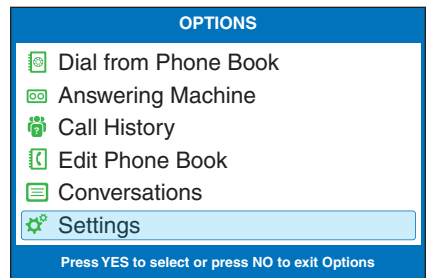 OPTIONS
Dial from Phone Book
Answering Machine
Call History
Edit Phone Book
Conversations
Settings
Press YES to select or press NO to exit Options